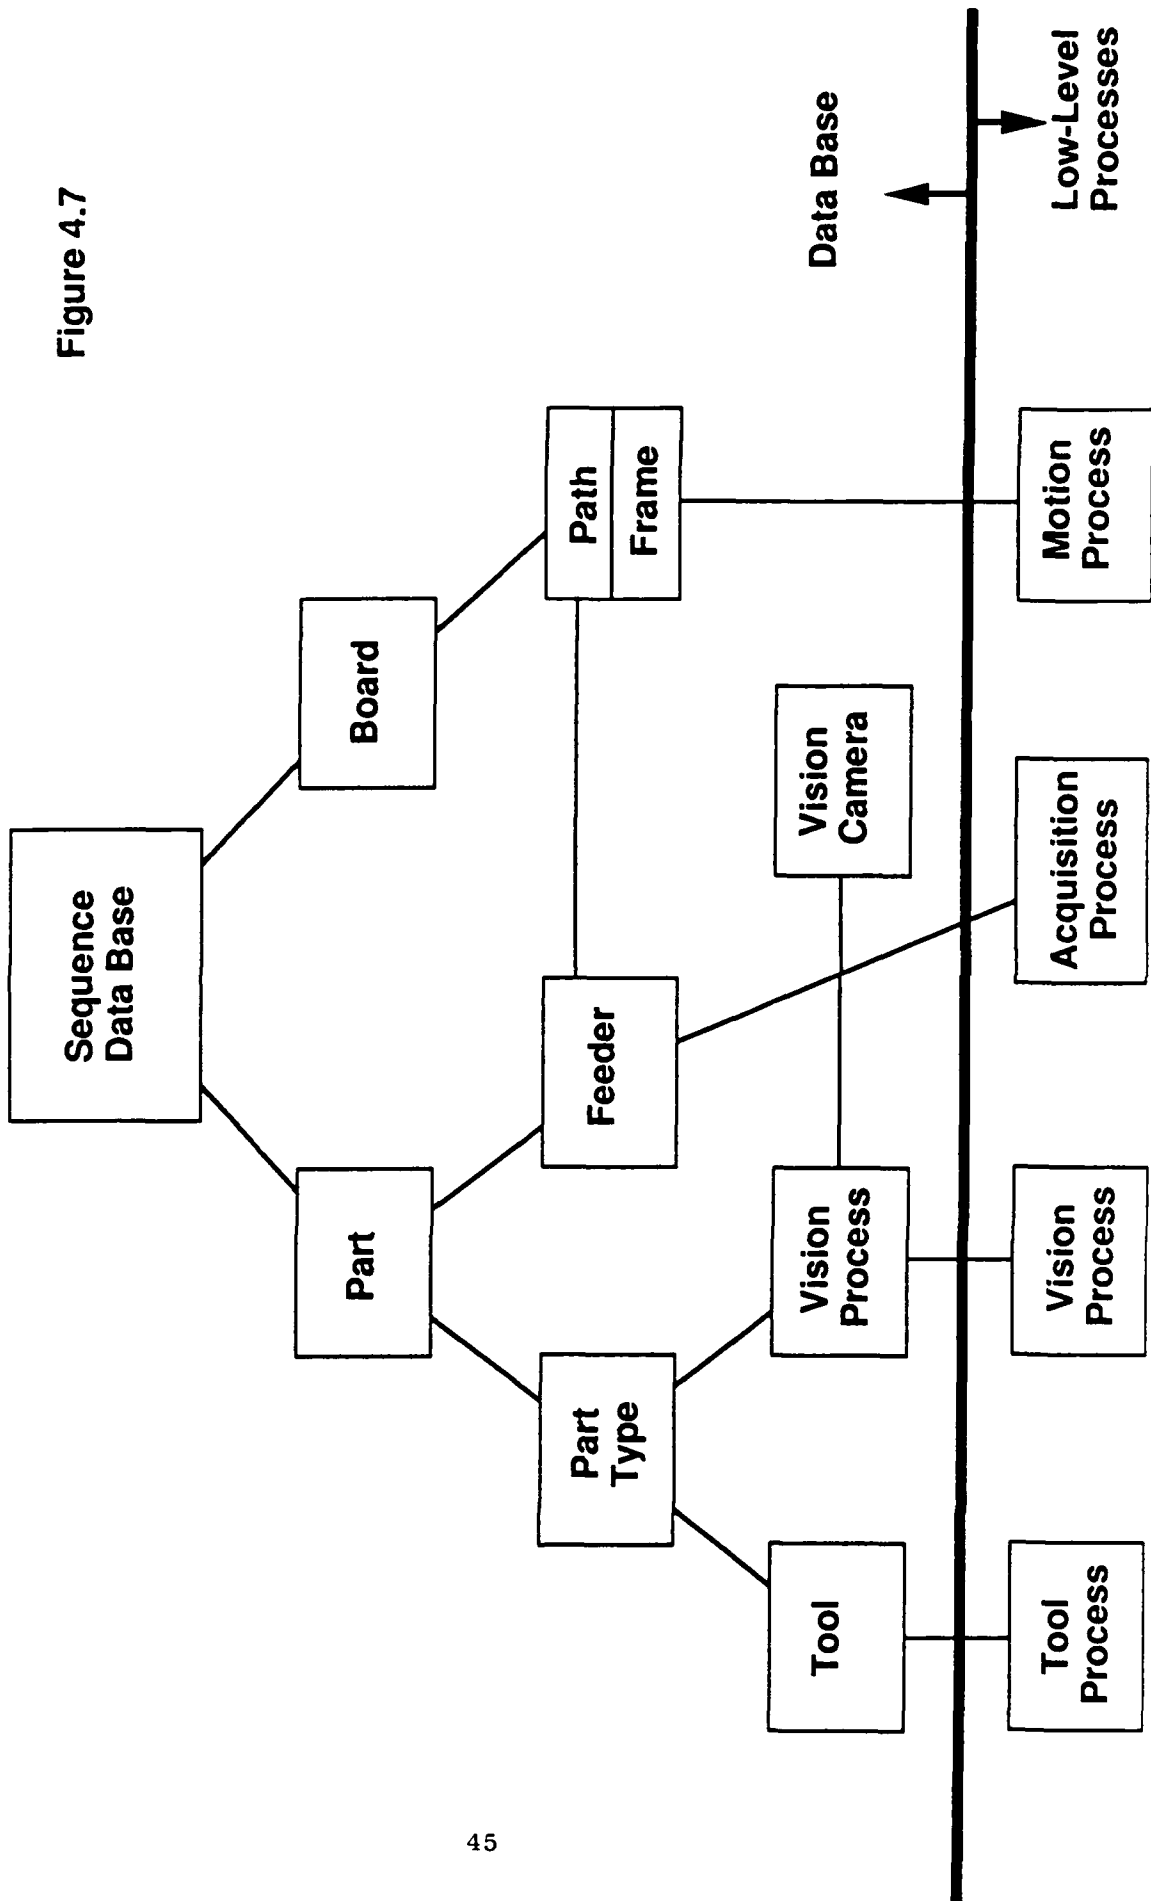 Figure 4.7
Sequence
Data Base
Part
Board
Part
Type
Feeder
Path
Frame
Tool
Vision
Process
Vision
Camera
Data Base
Tool
Process
Vision
Process
Acquisition
Process
Motion
Process
Low-Level
Processes
45